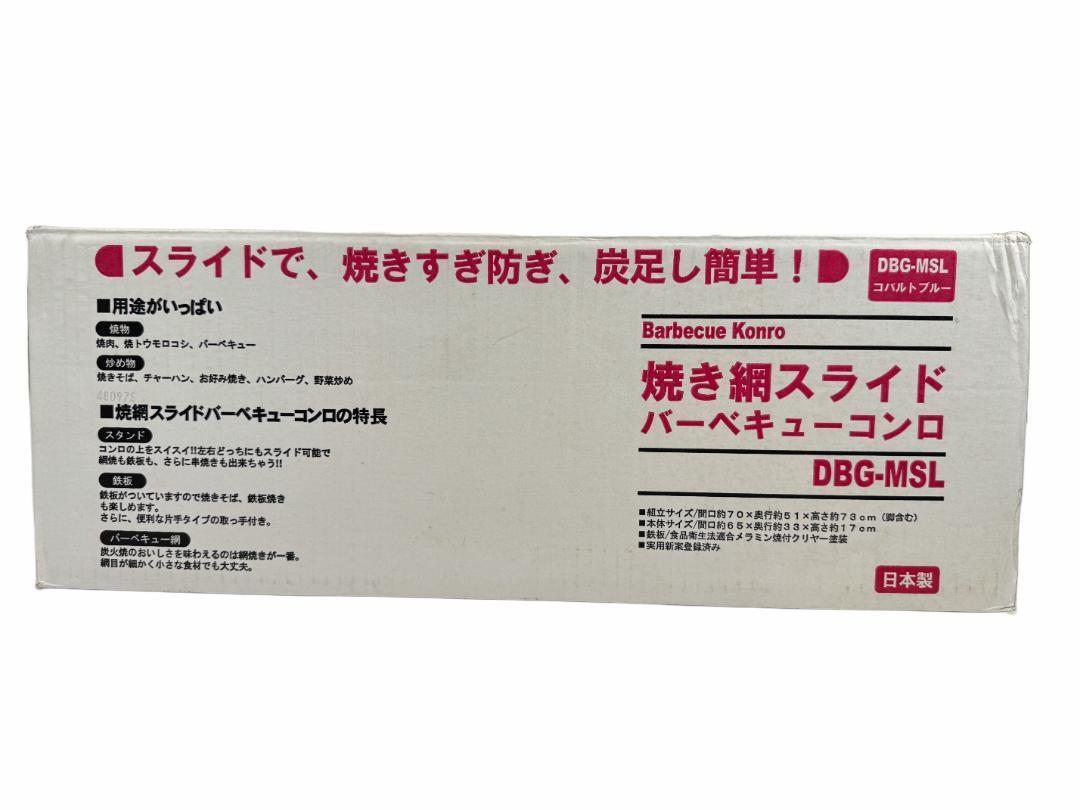 スライドで、焼きすぎ防ぎ、炭足し簡単！
DBG-MSL
コバルトブルー
■用途がいっぱい
焼物
焼肉、焼トウモロコシ、バーベキュー
炒め物
焼きそば、チャーハン、お好み焼き、ハンバーグ、野菜炒め
■焼網スライドバーベキューコンロの特長
スタンド
コンロの上をスイスイ!!左右どっちにもスライド可能で
網焼も鉄板も、さらに串焼きも出来ちゃう!!
鉄板
鉄板がついていますので焼きそば、鉄板焼き
も楽しめます。
さらに、便利な片手タイプの取っ手付き。
バーベキュー網
炭火焼のおいしさを味わえるのは網焼きが一番。
網目が細かく小さな食材でも大丈夫。
Barbecue Konro
焼き網スライド
バーベキューコンロ
DBG-MSL
■組立サイズ/間口約70×奥行約51×高さ約73cm（脚含む）
■本体サイズ/間口約65×奥行約33×高さ約17cm
■鉄板/食品衛生法適合メラミン焼付クリヤー塗装
■実用新案登録済み
日本製